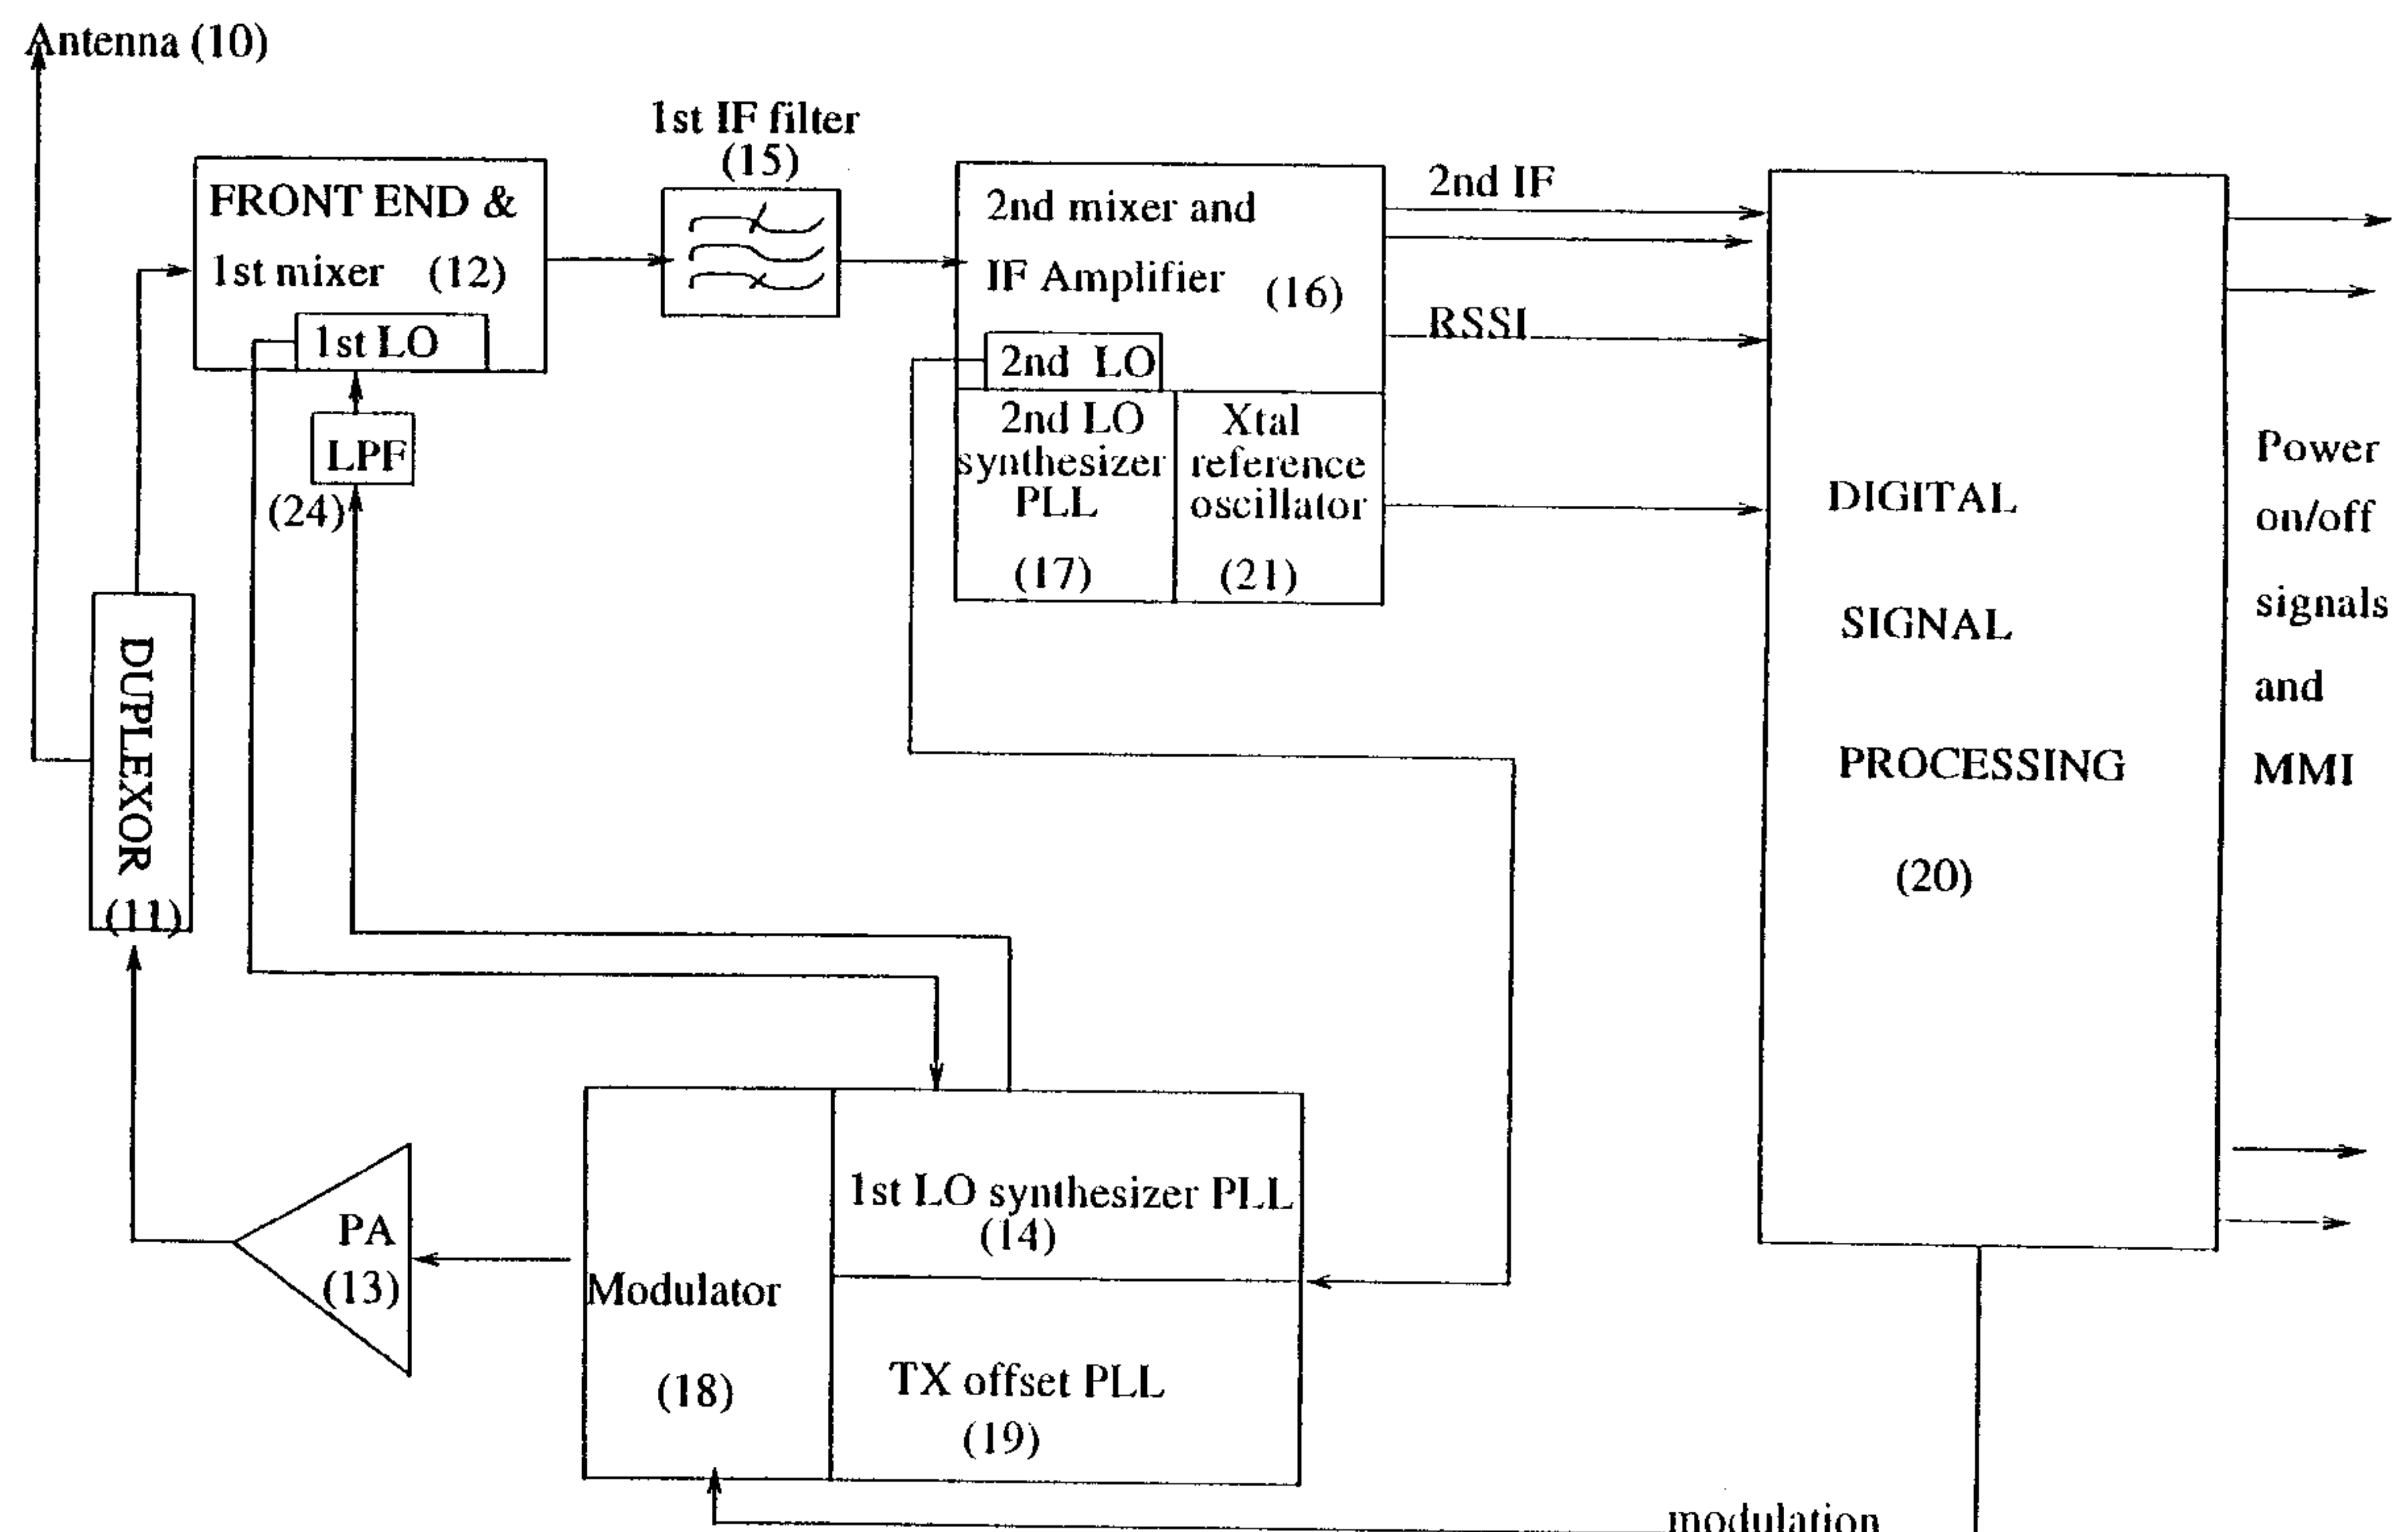 Antenna (10)
1st IF filter
(15)
FRONT END &
1st mixer (12)
1st LO
LPF
(24)
2nd mixer and
IF Amplifier (16)
2nd LO
2nd LO
synthesizer
PLL
(17)
Xtal
reference
oscillator
(21)
2nd IF
RSSI
DIGITAL
SIGNAL
PROCESSING
(20)
Power
on/off
signals
and
MMI
DUPLEXOR
(11)
PA
(13)
Modulator
(18)
1st LO synthesizer PLL
(14)
TX offset PLL
(19)
modulation